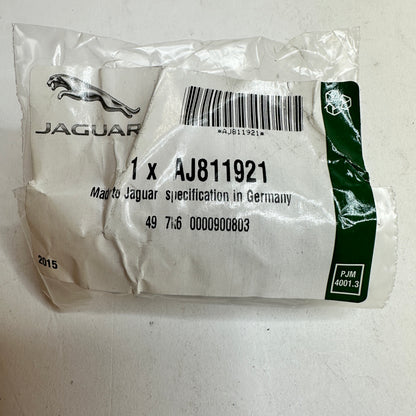 JAGUAR
*AJ811921*
1 x AJ811921
Made to Jaguar specification in Germany
49 7h6 0000900803
2015
PJM
4001.3